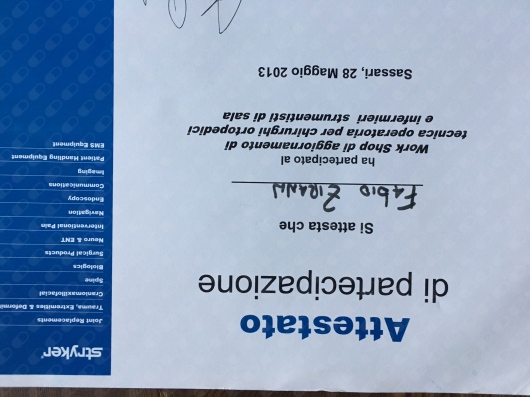 stryker®
Joint Replacements
Trauma, Extremities & Deformi
Craniomaxillofacial
Spine
Biologics
Surgical Products
Neuro & ENT
Interventional Pain
Navigation
Endoscopy
Communications
Imaging
Patient Handling Equipment
EMS Equipment
Attestato
di partecipazione
Si attesta che
FABIO ZIRANU
ha partecipato al
Work Shop di aggiornamento di
tecnica operatoria per chirurghi ortopedici
e infermieri strumentisti di sala
Sassari, 28 Maggio 2013